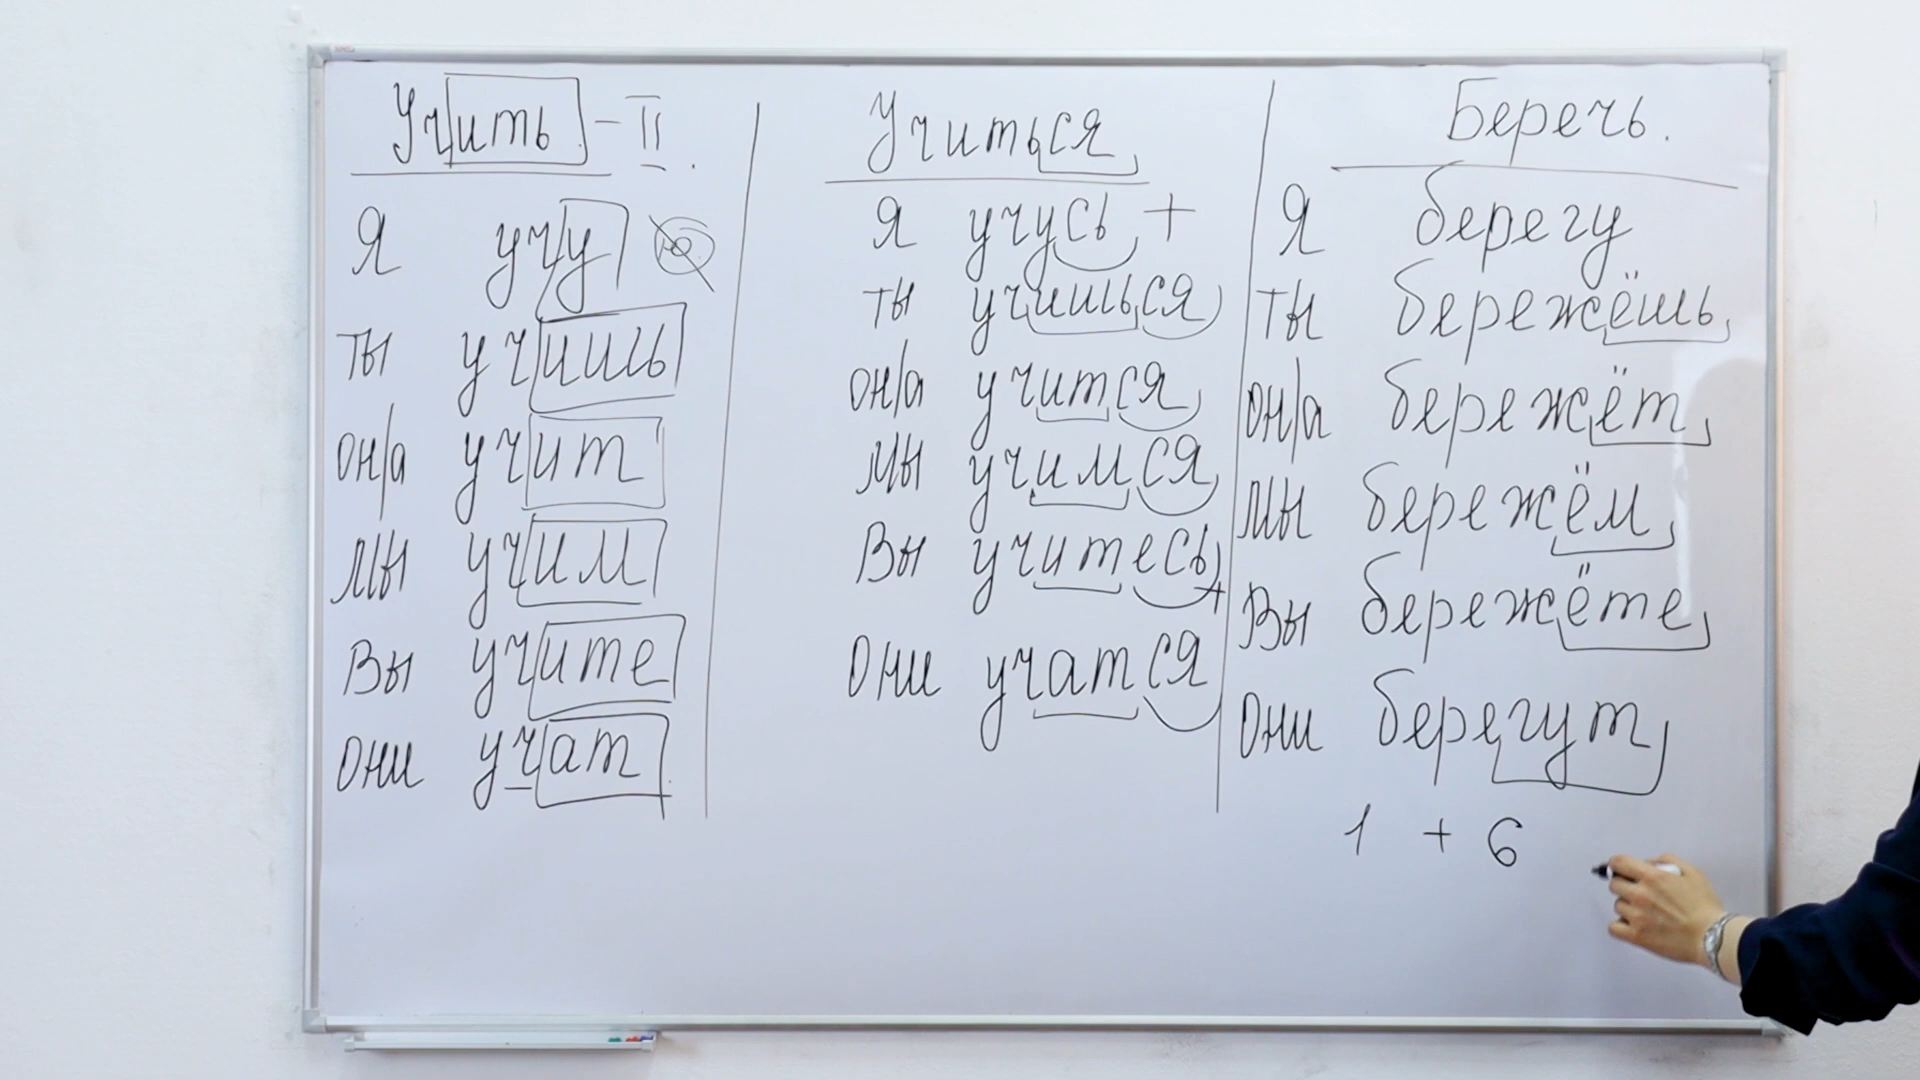 Учить – II.
Я учу ю
ты учишь
он/а учит
мы учим
Вы учите
они учат
Учиться
Я учусь +
ты учишься
он/а учится
мы учимся
Вы учитесь +
они учатся
Беречь.
Я берегу
ты бережёшь
он/а бережёт
мы бережём
Вы бережёте
они берегут
1 + 6